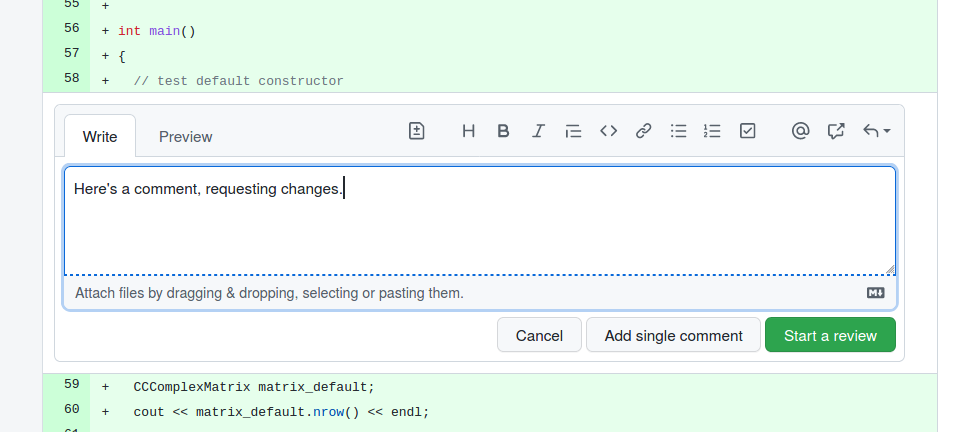 55 +
56 + int main()
57 + {
58 + // test default constructor
Write Preview H B I <> @
Here's a comment, requesting changes.
Attach files by dragging & dropping, selecting or pasting them.
Cancel Add single comment Start a review
59 + CCComplexMatrix matrix_default;
60 + cout << matrix_default.nrow() << endl;